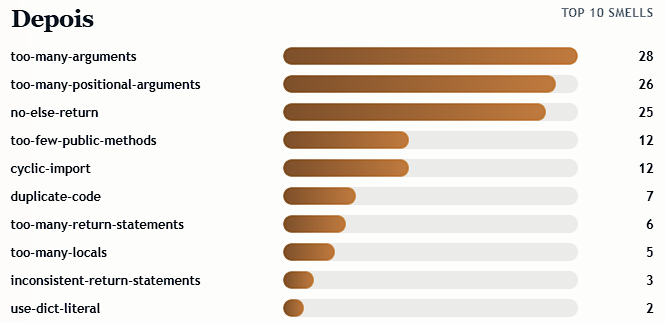 Depois
TOP 10 SMELLS
too-many-arguments 28
too-many-positional-arguments 26
no-else-return 25
too-few-public-methods 12
cyclic-import 12
duplicate-code 7
too-many-return-statements 6
too-many-locals 5
inconsistent-return-statements 3
use-dict-literal 2